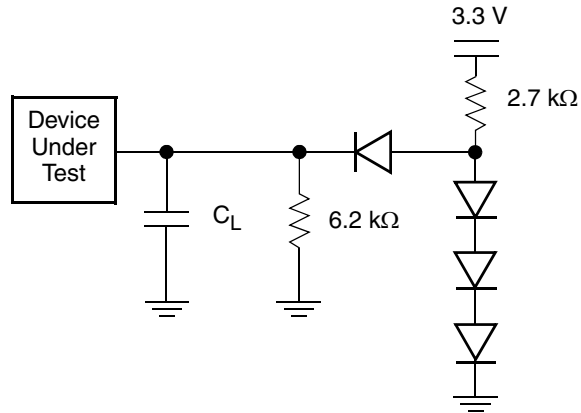 3.3 V
2.7 kΩ
Device
Under
Test
C_L
6.2 kΩ